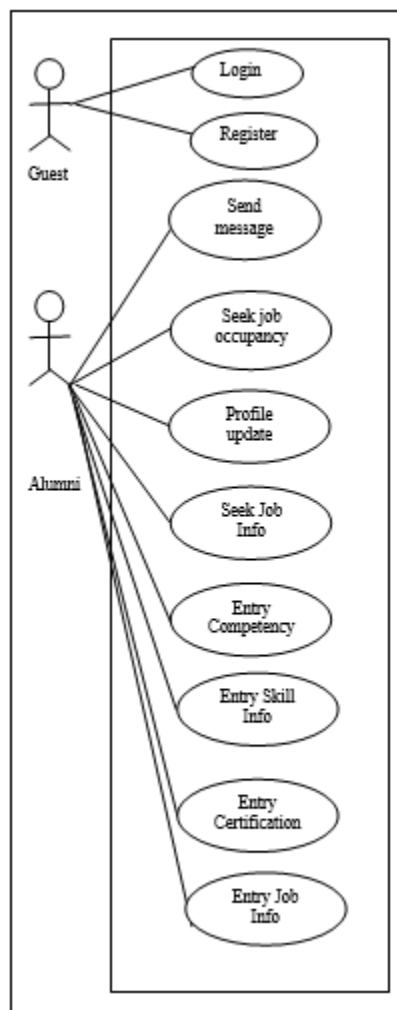 Login
Register
Guest
Send
message
Seek job
occupancy
Profile
update
Alumni
Seek Job
Info
Entry
Competency
Entry Skill
Info
Entry
Certification
Entry Job
Info